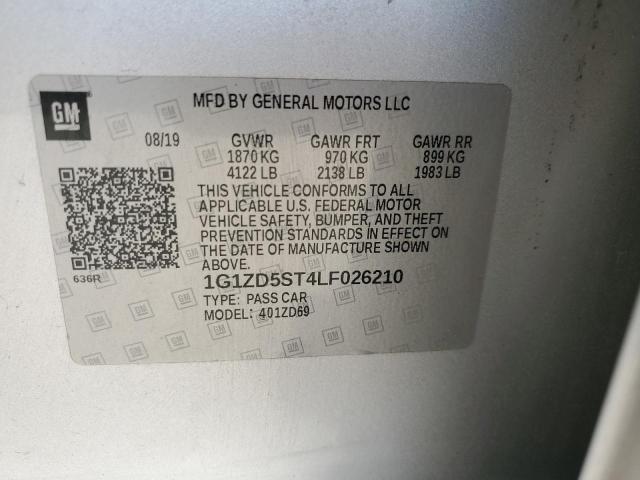 GM
MFD BY GENERAL MOTORS LLC
08/19 GVWR GAWR FRT GAWR RR
1870 KG 970 KG 899 KG
4122 LB 2138 LB 1983 LB
THIS VEHICLE CONFORMS TO ALL
APPLICABLE U.S. FEDERAL MOTOR
VEHICLE SAFETY, BUMPER, AND THEFT
PREVENTION STANDARDS IN EFFECT ON
THE DATE OF MANUFACTURE SHOWN
ABOVE.
636R
1G1ZD5ST4LF026210
TYPE: PASS CAR
MODEL: 401ZD69